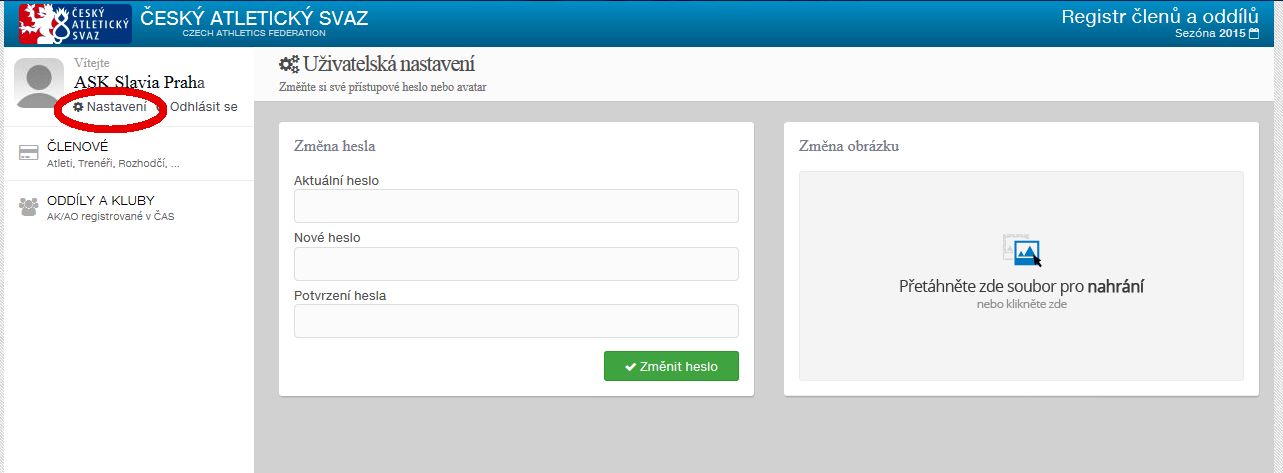 ČESKÝ
ATLETICKÝ
SVAZ
ČESKÝ ATLETICKÝ SVAZ
CZECH ATHLETICS FEDERATION
Registr členů a oddílů
Sezóna 2015
Vítejte
ASK Slavia Praha
Nastavení
Odhlásit se
ČLENOVÉ
Atleti, Trenéři, Rozhodčí, ...
ODDÍLY A KLUBY
AK/AO registrované v ČAS
Uživatelská nastavení
Změňte si své přístupové heslo nebo avatar
Změna hesla
Aktuální heslo
Nové heslo
Potvrzení hesla
Změnit heslo
Změna obrázku
Přetáhněte zde soubor pro nahrání
nebo klikněte zde